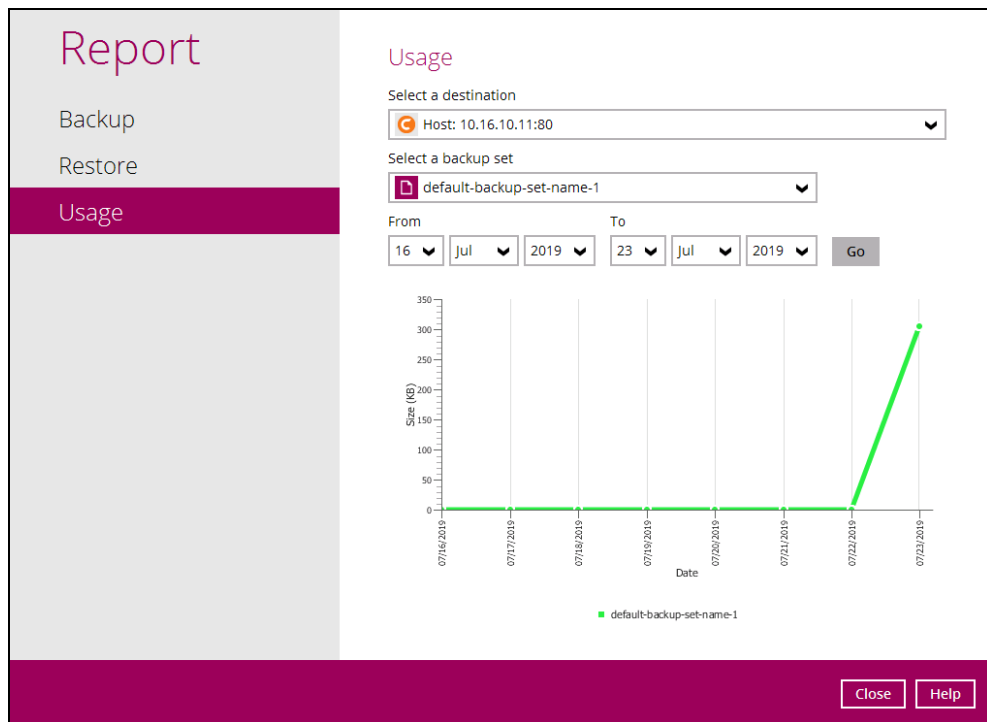 Report
Backup
Restore
Usage
Usage
Select a destination
Host: 10.16.10.11:80
Select a backup set
default-backup-set-name-1
From To
16 Jul 2019 23 Jul 2019 Go
350
300
250
200
150
100
50
0
Size (KB)
07/16/2019 07/17/2019 07/18/2019 07/19/2019 07/20/2019 07/21/2019 07/22/2019 07/23/2019
Date
default-backup-set-name-1
Close Help